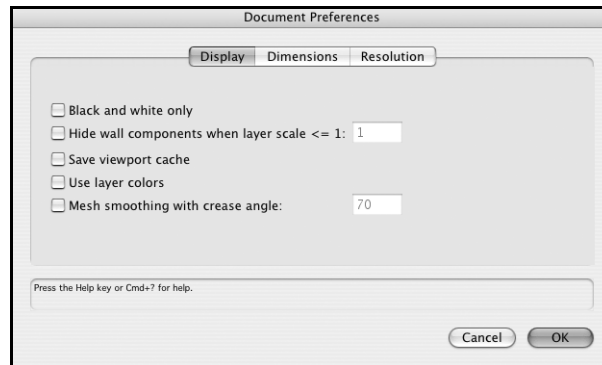 Document Preferences
Display Dimensions Resolution
Black and white only
Hide wall components when layer scale <= 1: 1
Save viewport cache
Use layer colors
Mesh smoothing with crease angle: 70
Press the Help key or Cmd+? for help.
Cancel OK